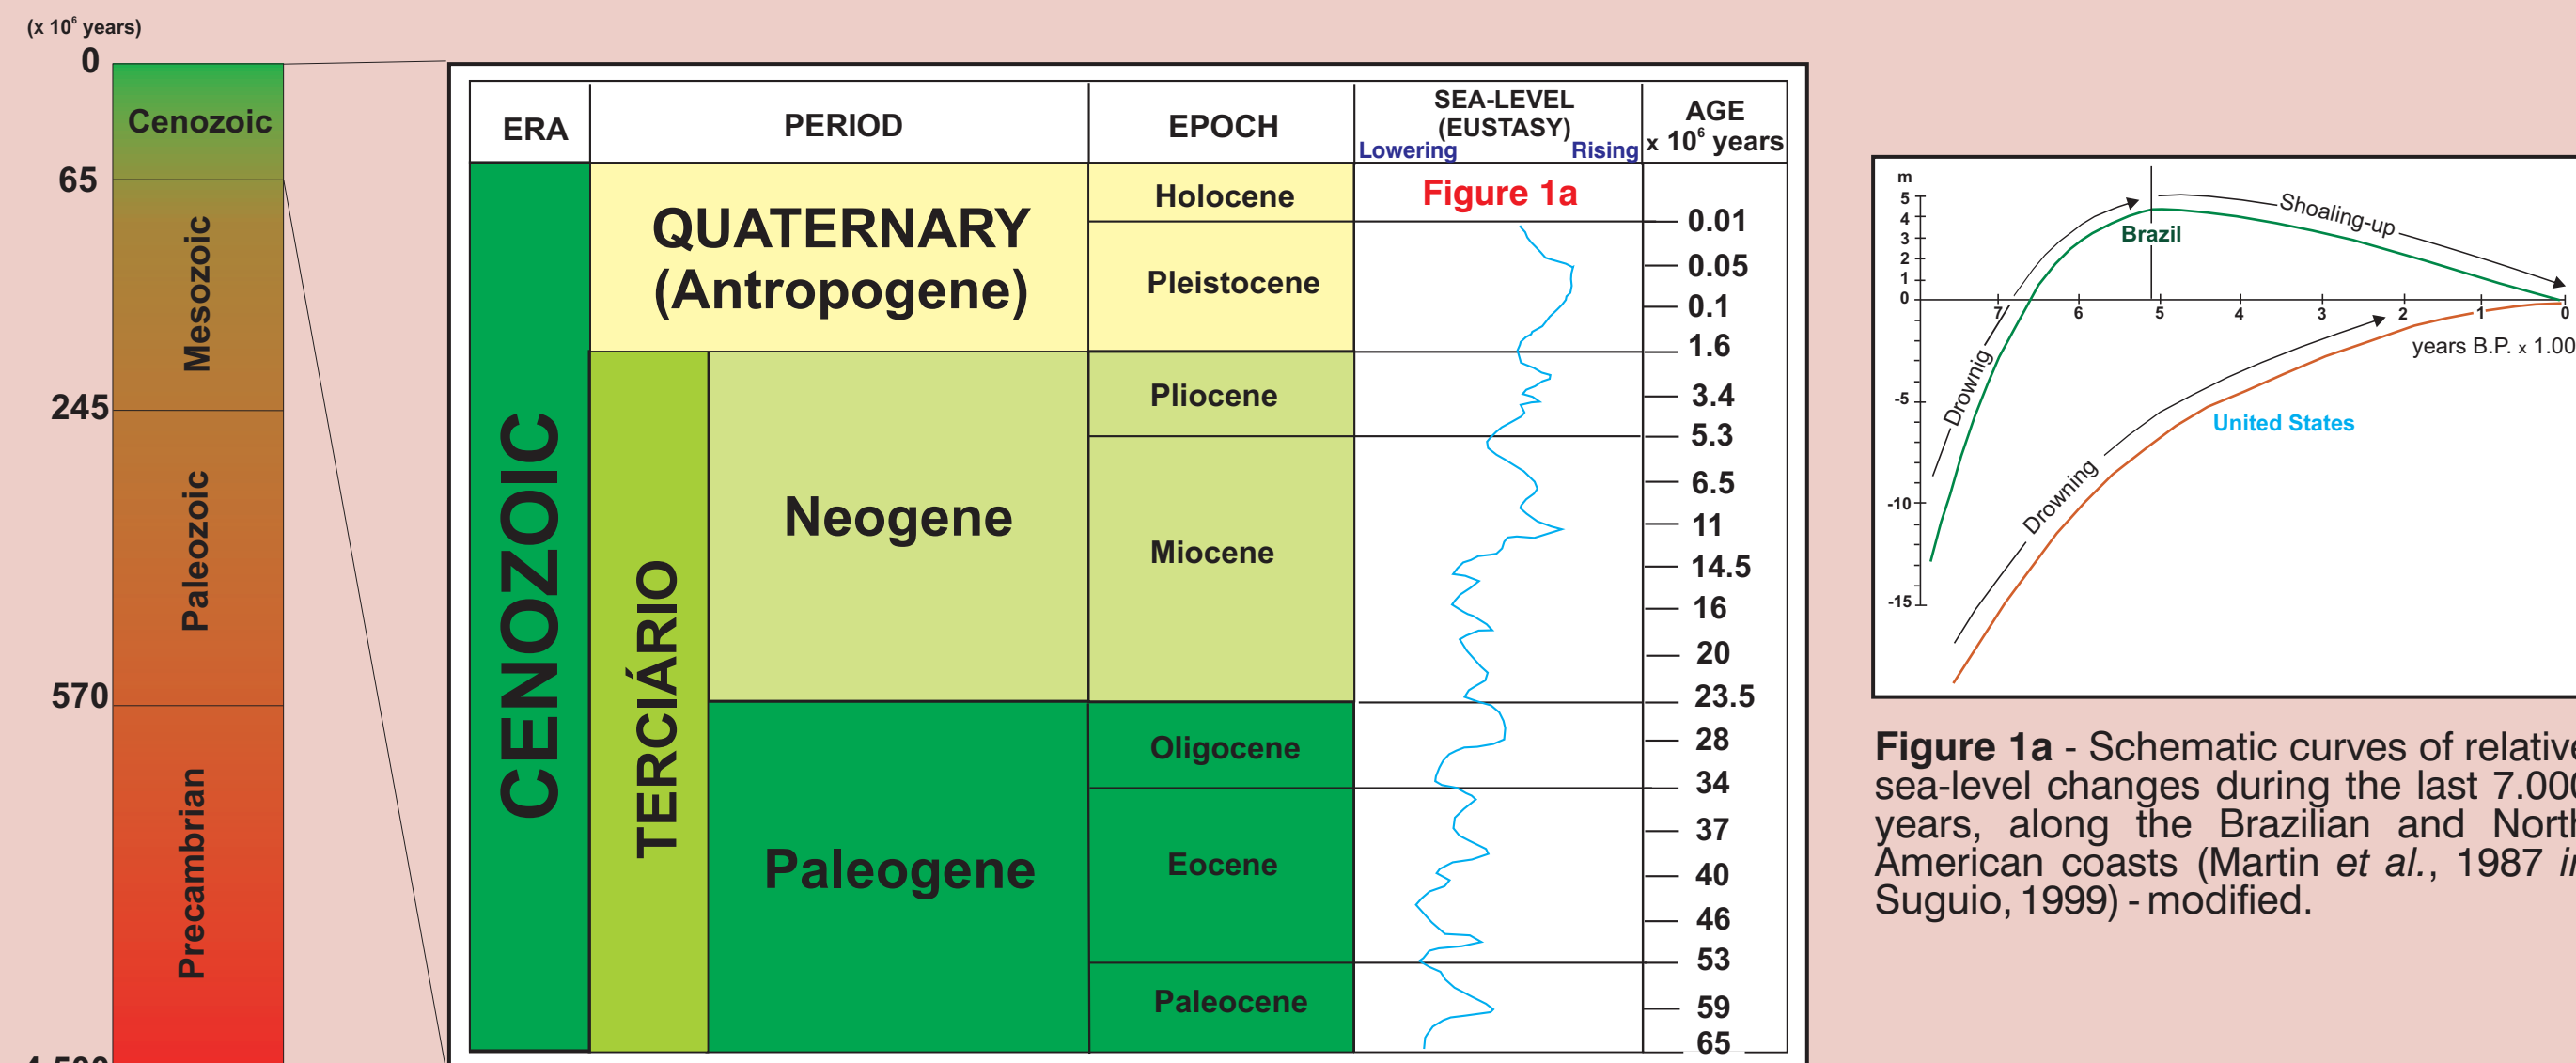 (x 10⁶ years)
0
Cenozoic
65
Mesozoic
245
Paleozoic
570
Precambrian
ERA
PERIOD
EPOCH
SEA-LEVEL
(EUSTASY)
Lowering Rising
AGE
x 10⁶ years
CENOZOIC
QUATERNARY
(Antropogene)
TERCIÁRIO
Neogene
Paleogene
Holocene
Pleistocene
Pliocene
Miocene
Oligocene
Eocene
Paleocene
Figure 1a
0.01
0.05
0.1
1.6
3.4
5.3
6.5
11
14.5
16
20
23.5
28
34
37
40
46
53
59
65
m
5
4
3
2
1
0
-5
-10
-15
7 6 5 4 3 2 1 0
years B.P. x 1.00
Brazil
Shoaling-up
Drownig
United States
Drowning
Figure 1a - Schematic curves of relative
sea-level changes during the last 7.000
years, along the Brazilian and North
American coasts (Martin et al., 1987 in
Suguio, 1999) - modified.